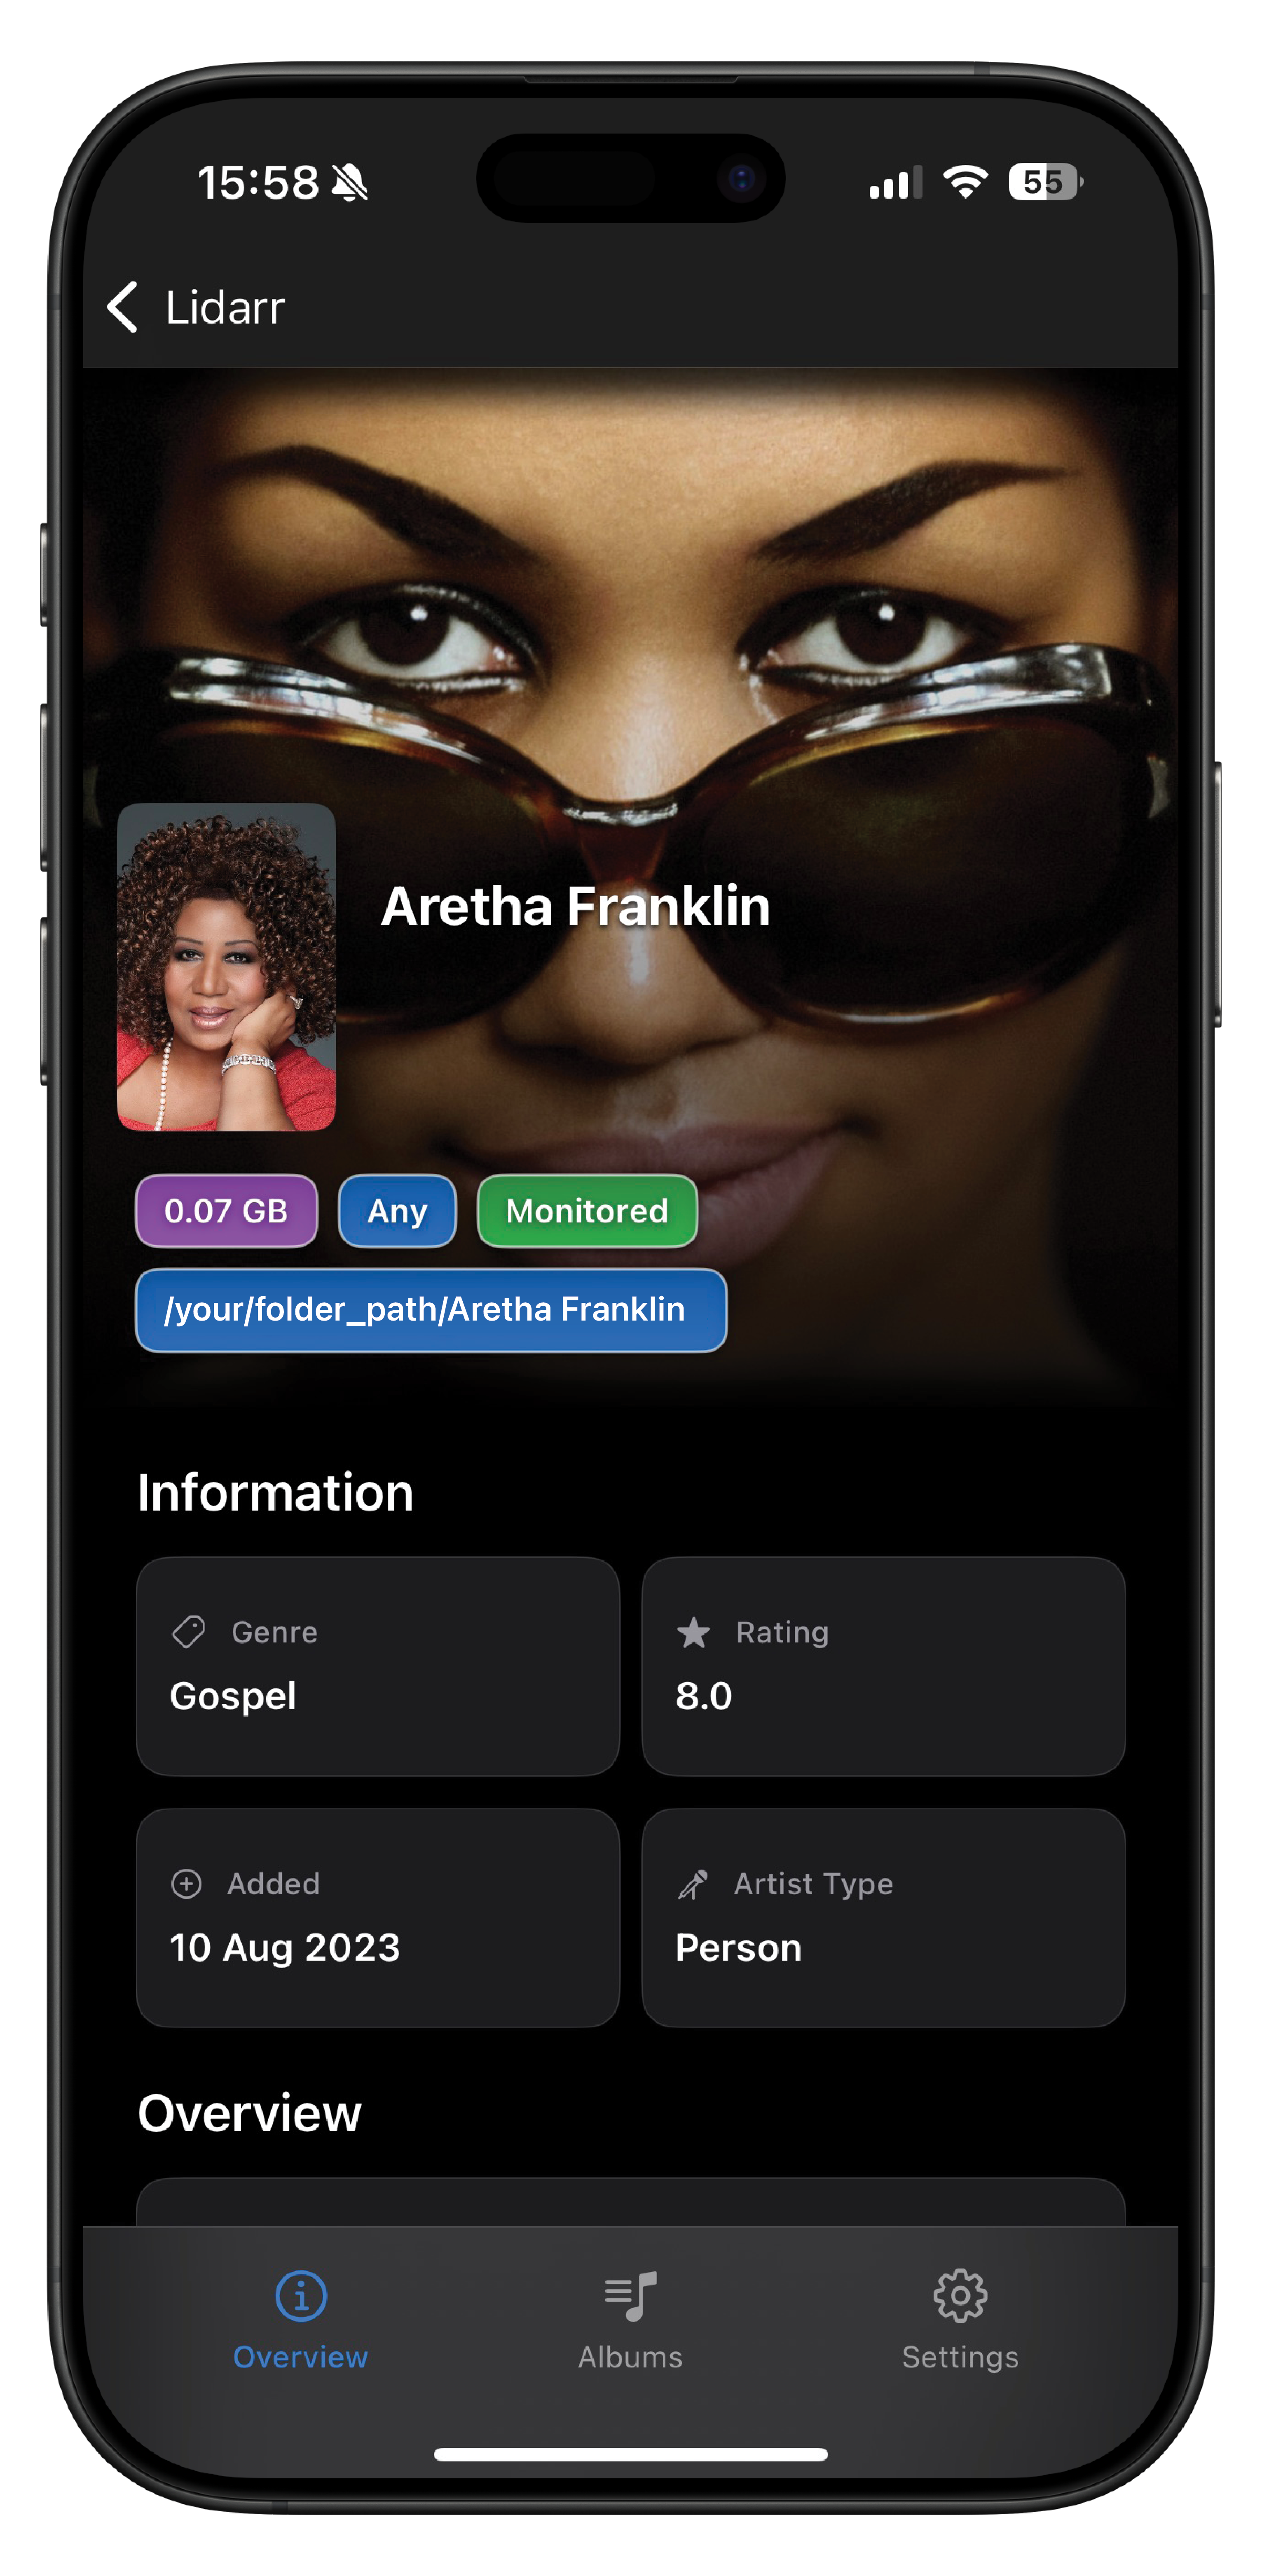 15:58
55
Lidarr
Aretha Franklin
0.07 GB Any Monitored
/your/folder_path/Aretha Franklin
Information
Genre Rating
Gospel 8.0
Added Artist Type
10 Aug 2023 Person
Overview
Overview Albums Settings